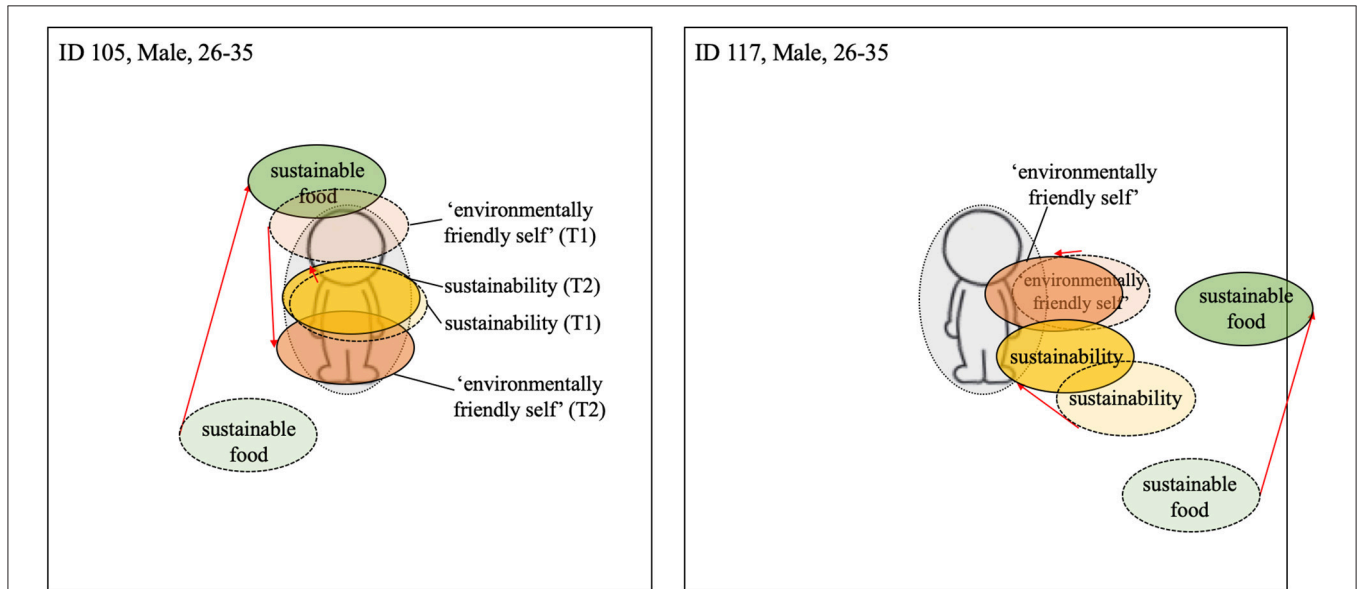 ID 105, Male, 26-35
sustainable
food
‘environmentally
friendly self’ (T1)
sustainability (T2)
sustainability (T1)
‘environmentally
friendly self’ (T2)
sustainable
food
ID 117, Male, 26-35
‘environmentally
friendly self’
‘environmentally
friendly self’
sustainable
food
sustainability
sustainability
sustainable
food